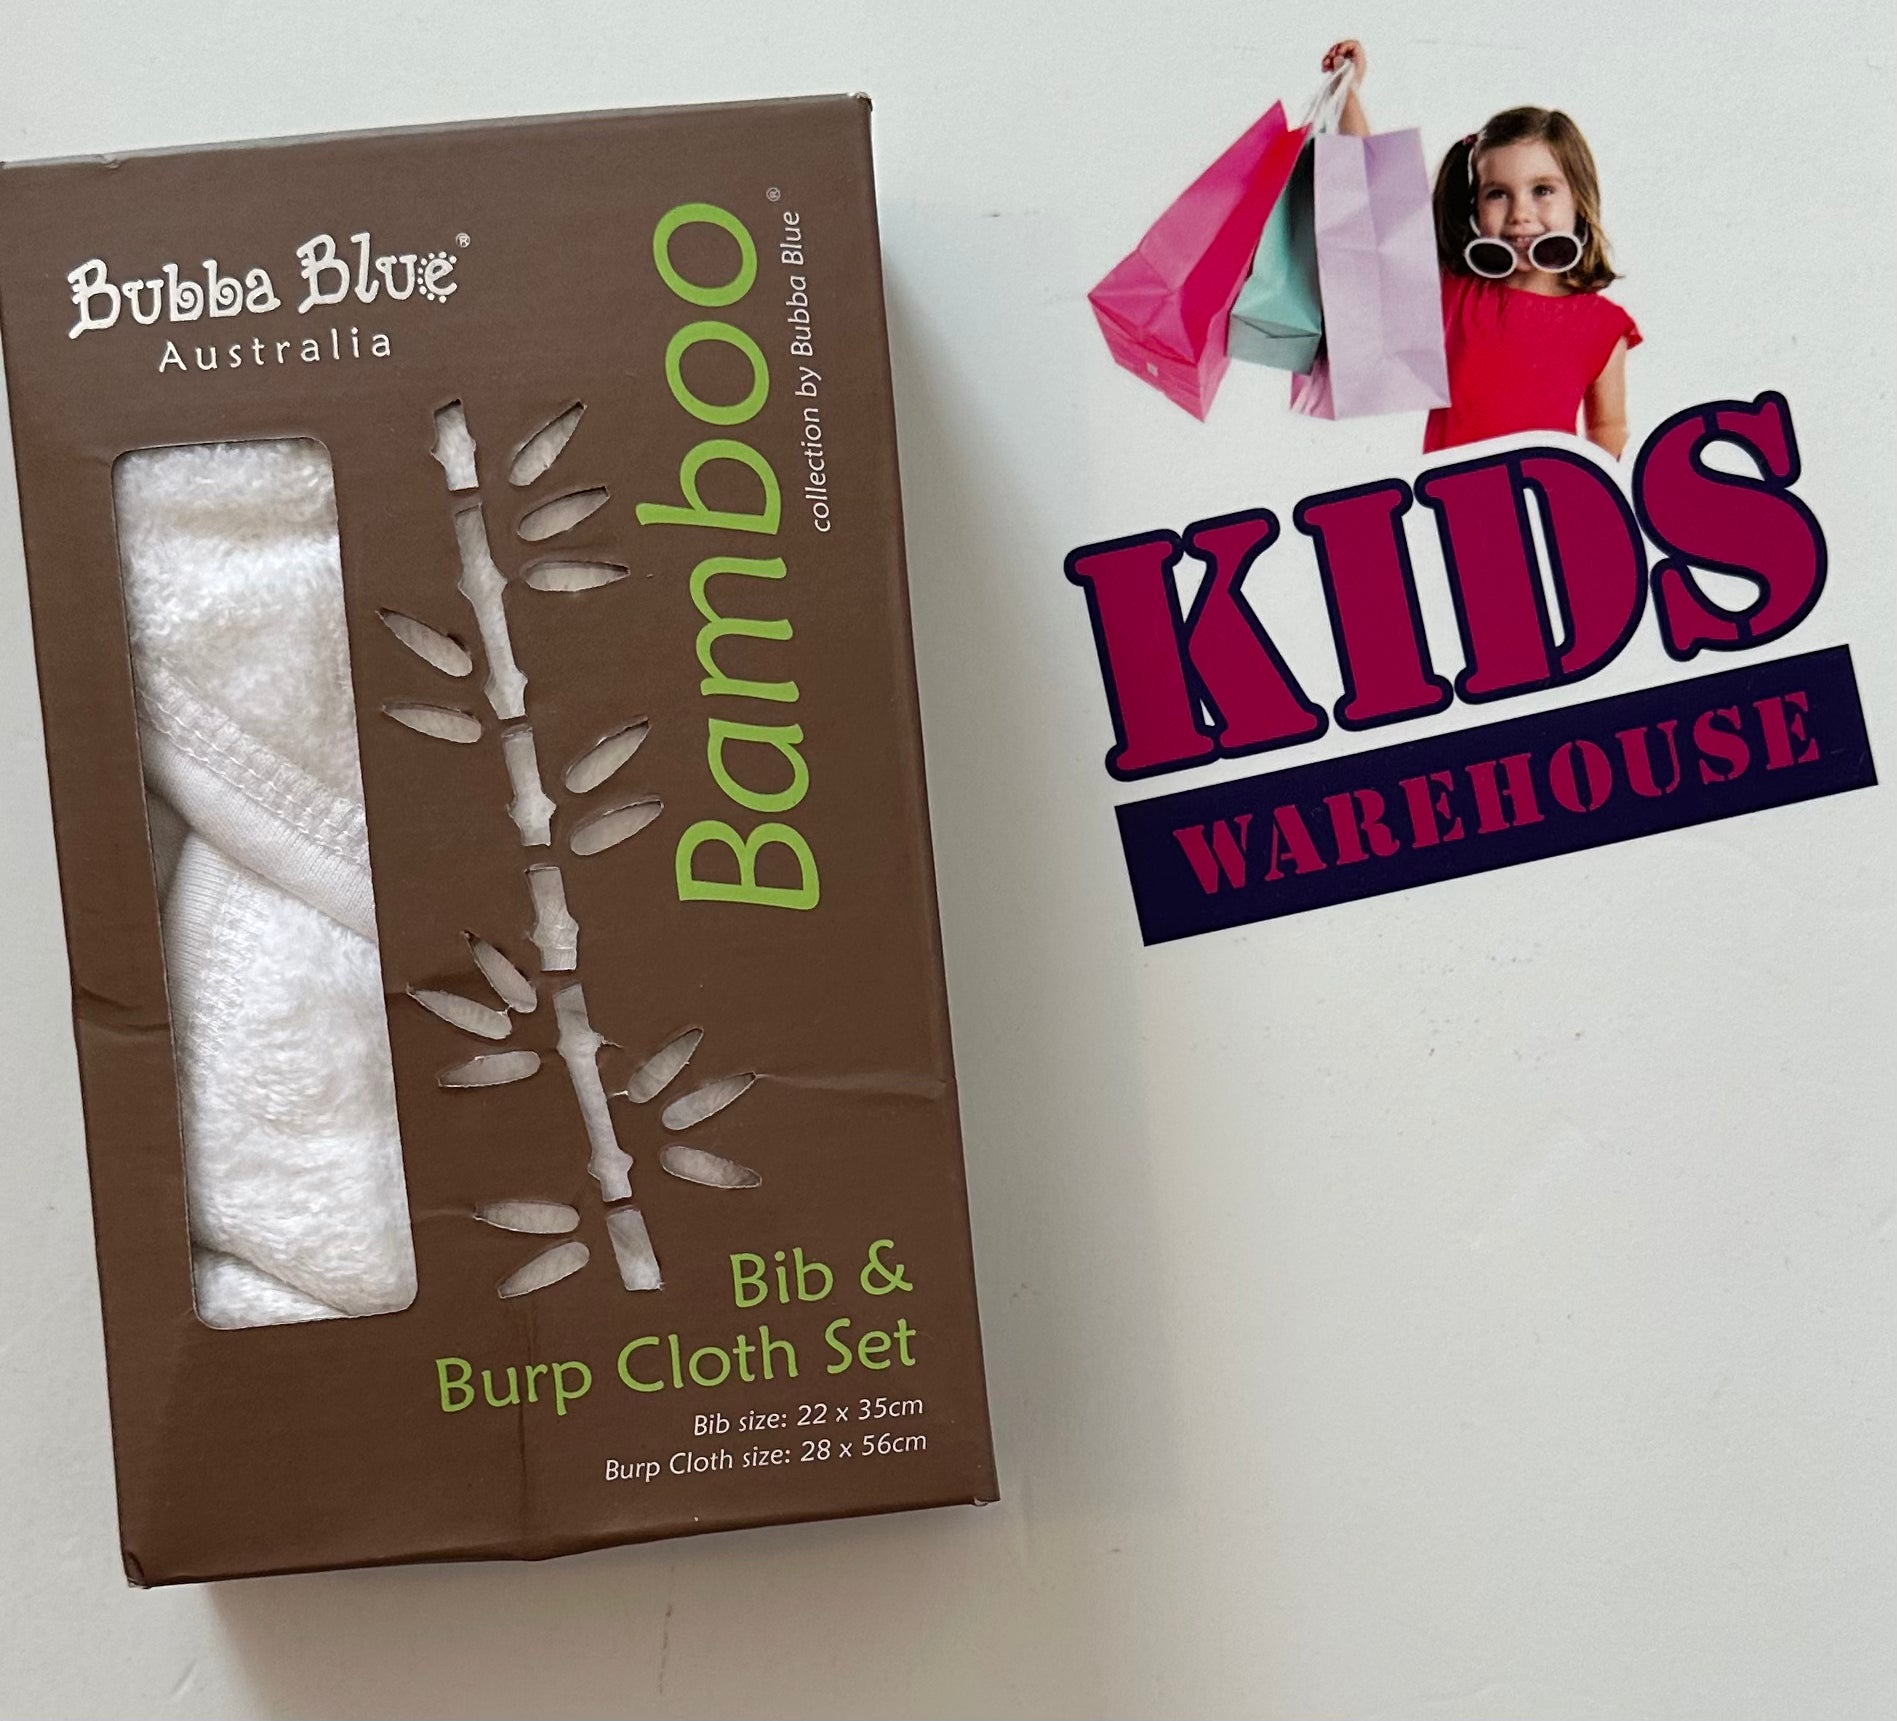 Bubba Blue®
Australia
Bamboo®
collection by Bubba Blue
Bib &
Burp Cloth Set
Bib size: 22 x 35cm
Burp Cloth size: 28 x 56cm
KIDS
WAREHOUSE